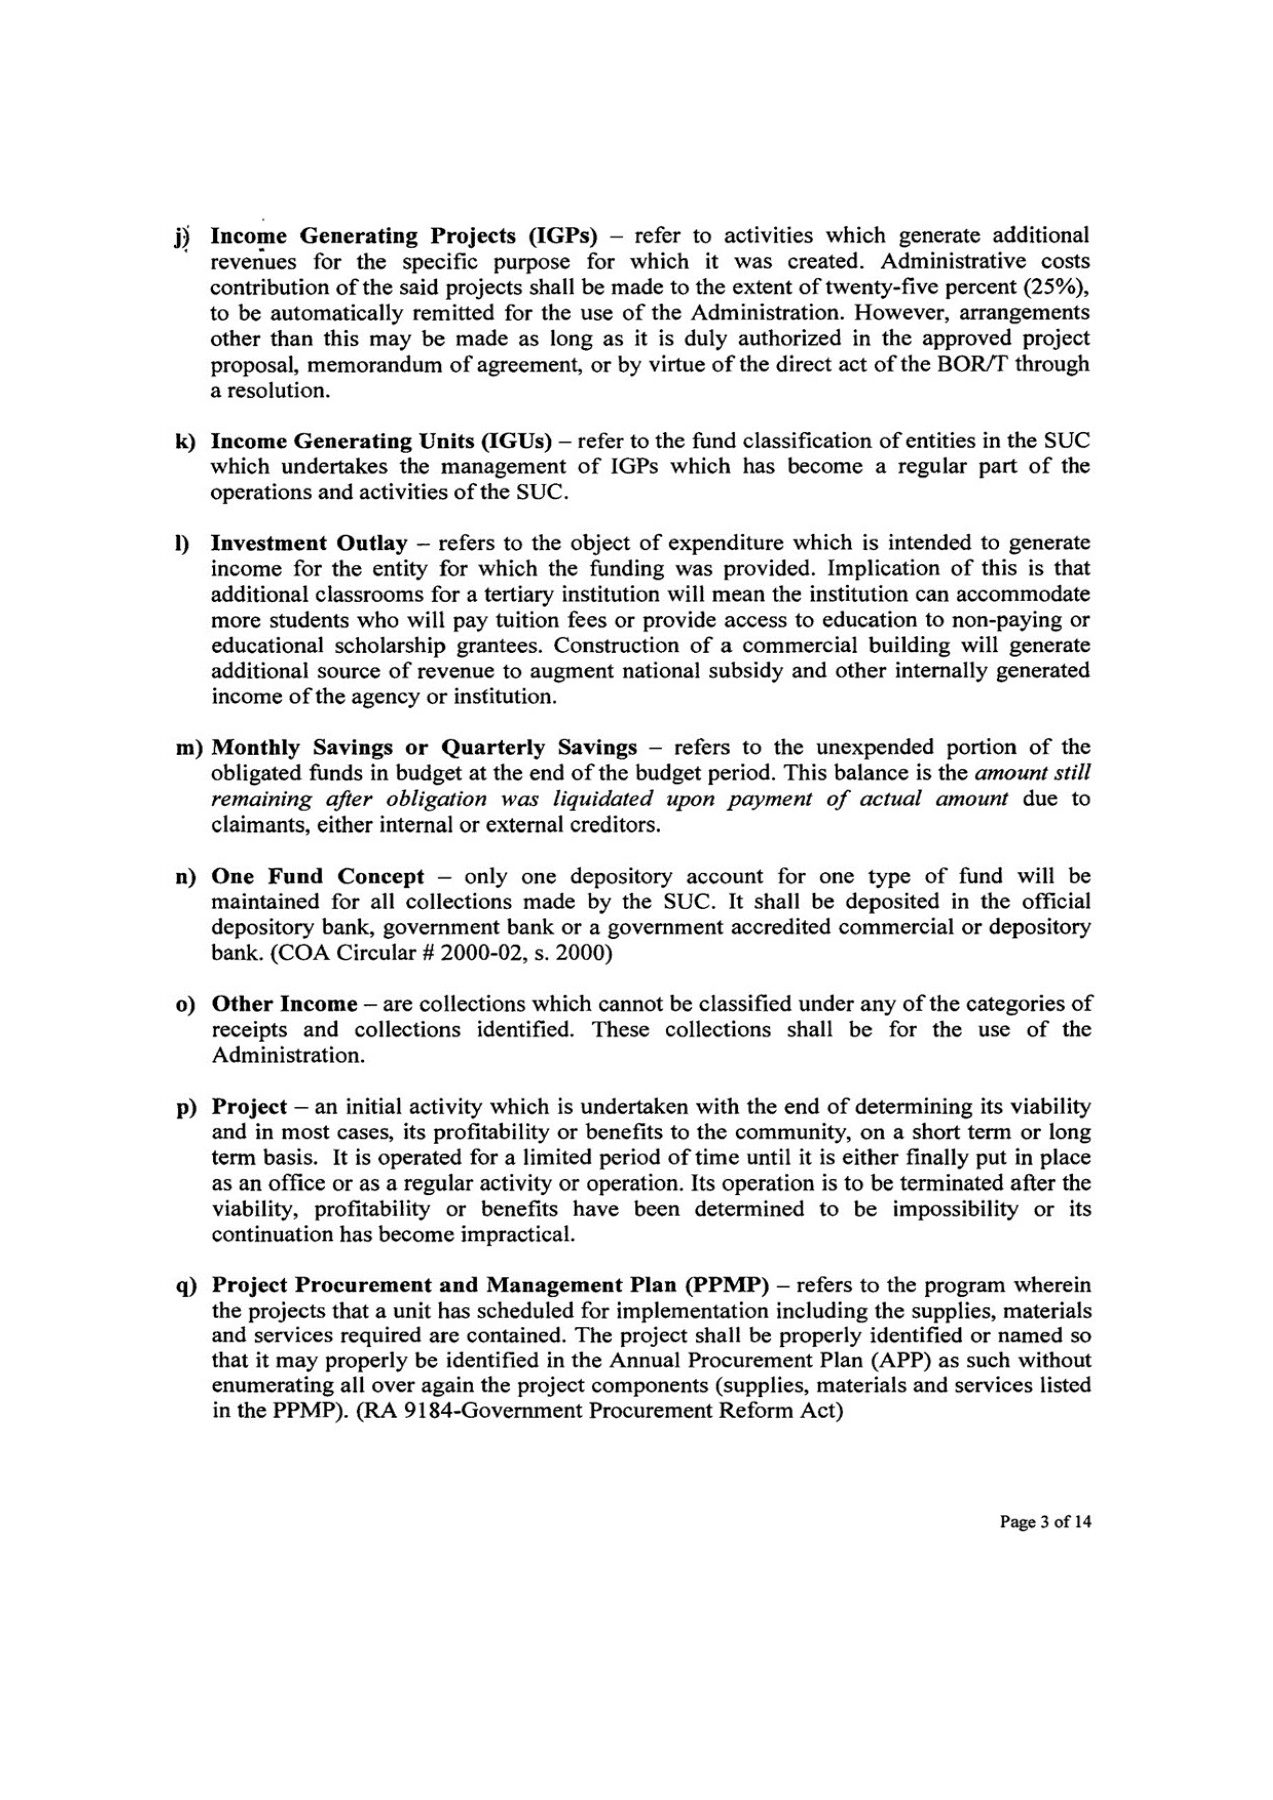 j) Income Generating Projects (IGPs) – refer to activities which generate additional
revenues for the specific purpose for which it was created. Administrative costs
contribution of the said projects shall be made to the extent of twenty-five percent (25%),
to be automatically remitted for the use of the Administration. However, arrangements
other than this may be made as long as it is duly authorized in the approved project
proposal, memorandum of agreement, or by virtue of the direct act of the BOR/T through
a resolution.
k) Income Generating Units (IGUs) – refer to the fund classification of entities in the SUC
which undertakes the management of IGPs which has become a regular part of the
operations and activities of the SUC.
l) Investment Outlay – refers to the object of expenditure which is intended to generate
income for the entity for which the funding was provided. Implication of this is that
additional classrooms for a tertiary institution will mean the institution can accommodate
more students who will pay tuition fees or provide access to education to non-paying or
educational scholarship grantees. Construction of a commercial building will generate
additional source of revenue to augment national subsidy and other internally generated
income of the agency or institution.
m) Monthly Savings or Quarterly Savings – refers to the unexpended portion of the
obligated funds in budget at the end of the budget period. This balance is the amount still
remaining after obligation was liquidated upon payment of actual amount due to
claimants, either internal or external creditors.
n) One Fund Concept – only one depository account for one type of fund will be
maintained for all collections made by the SUC. It shall be deposited in the official
depository bank, government bank or a government accredited commercial or depository
bank. (COA Circular # 2000-02, s. 2000)
o) Other Income – are collections which cannot be classified under any of the categories of
receipts and collections identified. These collections shall be for the use of the
Administration.
p) Project – an initial activity which is undertaken with the end of determining its viability
and in most cases, its profitability or benefits to the community, on a short term or long
term basis. It is operated for a limited period of time until it is either finally put in place
as an office or as a regular activity or operation. Its operation is to be terminated after the
viability, profitability or benefits have been determined to be impossibility or its
continuation has become impractical.
q) Project Procurement and Management Plan (PPMP) – refers to the program wherein
the projects that a unit has scheduled for implementation including the supplies, materials
and services required are contained. The project shall be properly identified or named so
that it may properly be identified in the Annual Procurement Plan (APP) as such without
enumerating all over again the project components (supplies, materials and services listed
in the PPMP). (RA 9184-Government Procurement Reform Act)
Page 3 of 14